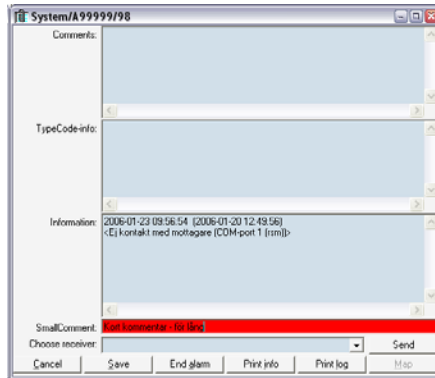 System/A99999/98
Comments:
TypeCode-info:
Information:
2006-01-23 09:56:54 (2006-01-20 12:49:56)
<Ej kontakt med mottagare (COM-port 1 (rsm))>
SmallComment:
Kort kommentar - för lång
Choose receiver:
Send
Cancel
Save
End alarm
Print info
Print log
Map